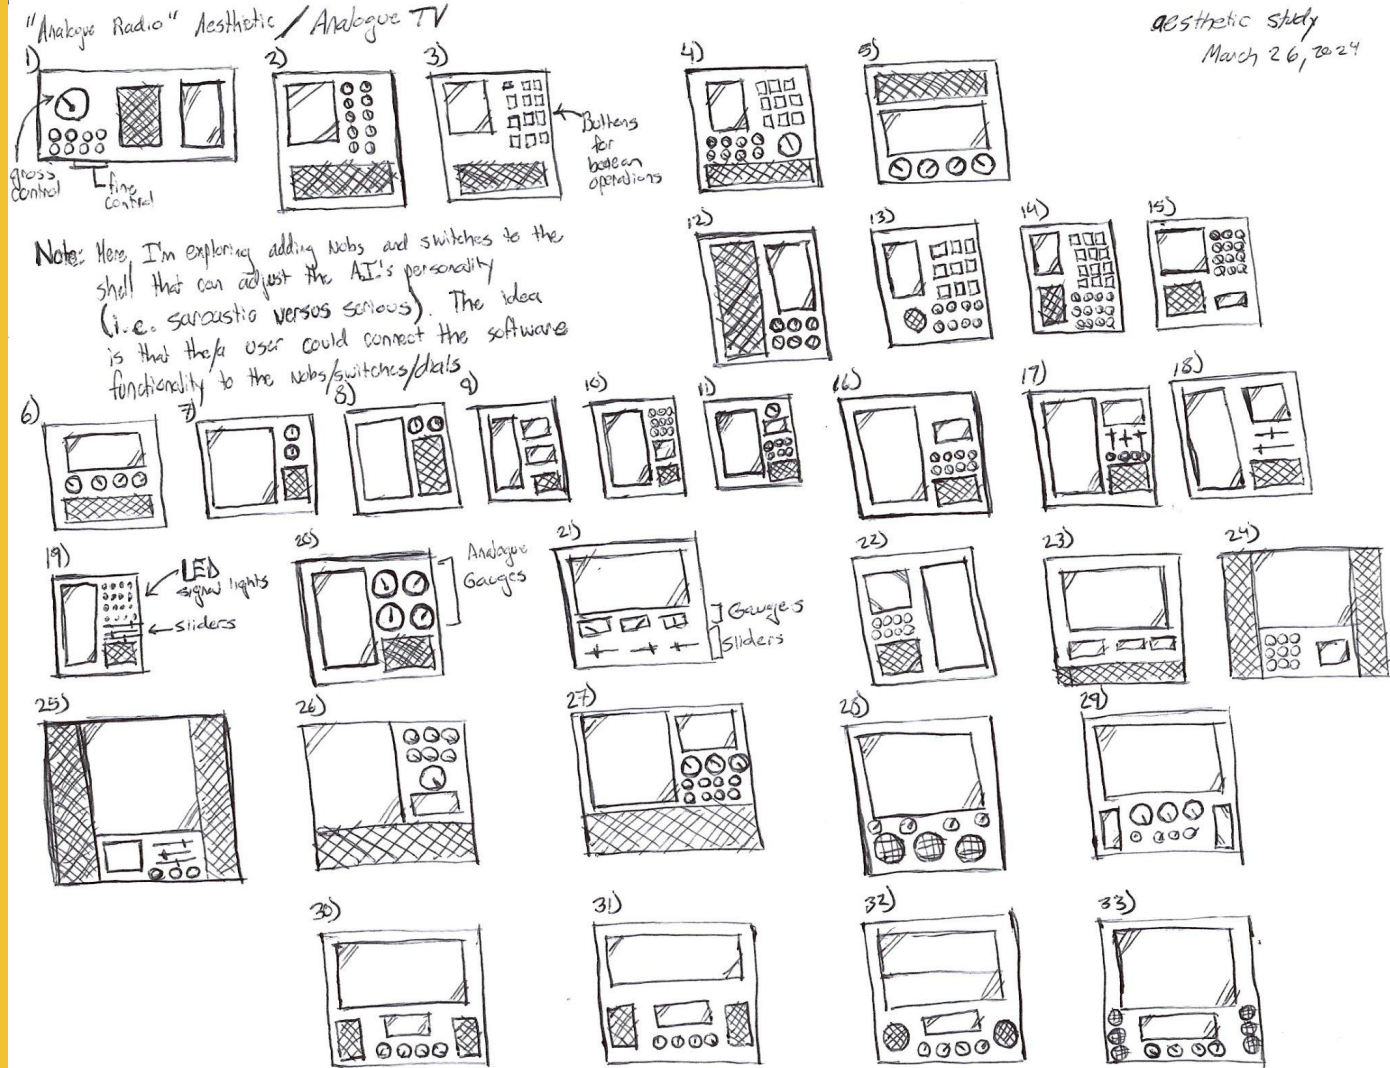 "Analogue Radio" Aesthetic / Analogue TV
aesthetic study
March 26, 2024
1)
2)
3)
4)
5)
gross
control
fine
control
Buttons
for
boolean
operations
Note: Here, I'm exploring adding nobs and switches to the
shell that can adjust the AI's personality
(i.e. sarcastic versus serious). The idea
is that the/a user could connect the software
functionality to the nobs/switches/dials
12)
13)
14)
15)
6)
7)
8)
9)
10)
11)
16)
17)
18)
19)
LED
signal lights
sliders
20)
Analogue
Gauges
21)
Gauges
Sliders
22)
23)
24)
25)
26)
27)
28)
29)
30)
31)
32)
33)